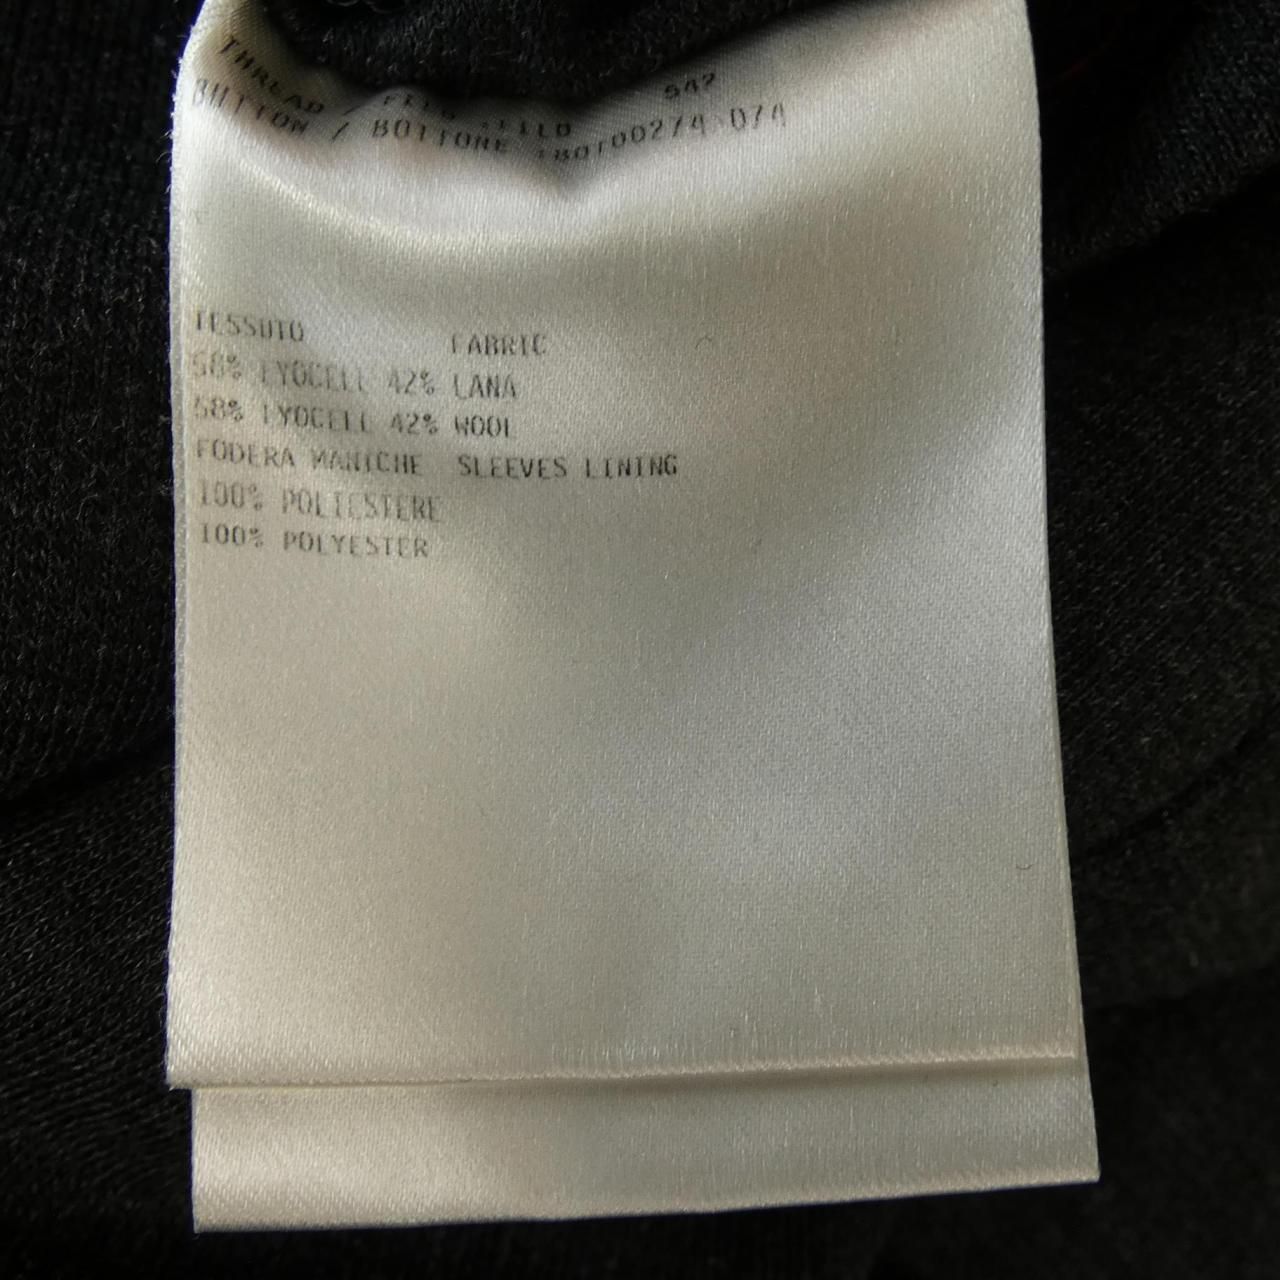 THREAD /
BUTTON / BOTTONE
TESSUTO FABRIC
58% LYOCELL 42% LANA
58% LYOCELL 42% WOOL
FODERA MANICHE SLEEVES LINING
100% POLIESTERE
100% POLYESTER